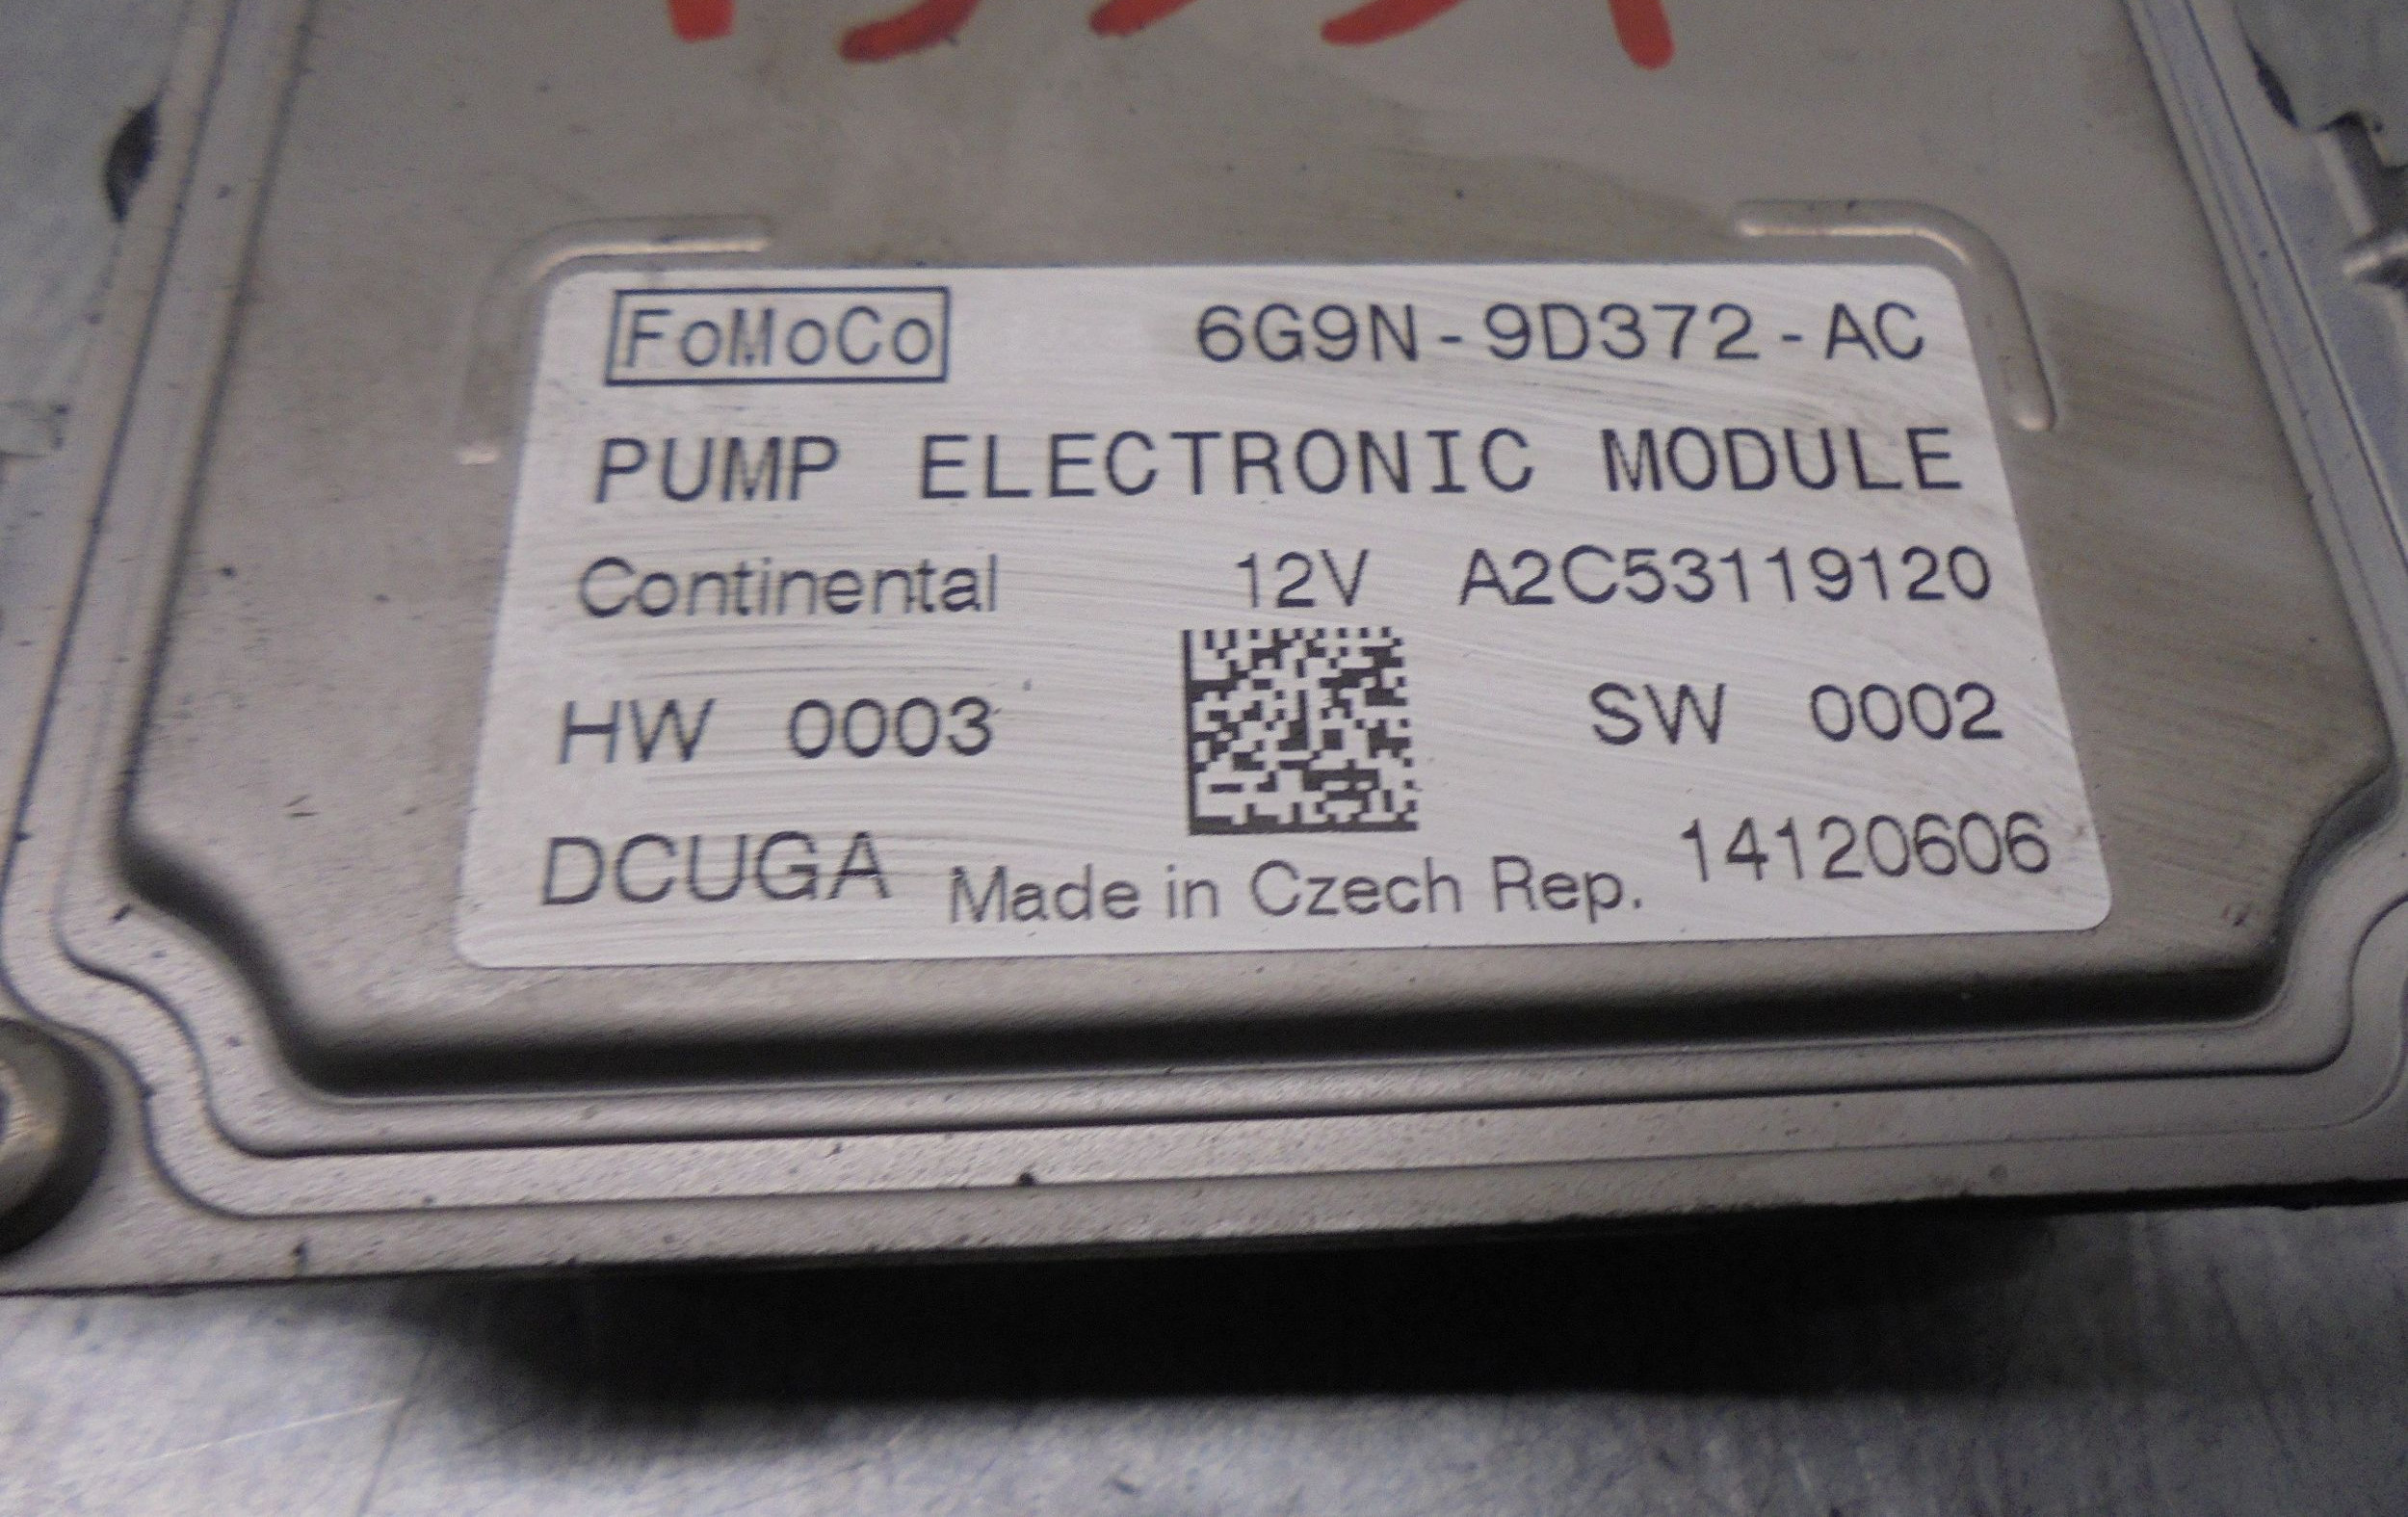 FoMoCo 6G9N-9D372-AC
PUMP ELECTRONIC MODULE
Continental 12V A2C53119120
HW 0003 SW 0002
DCUGA Made in Czech Rep. 14120606